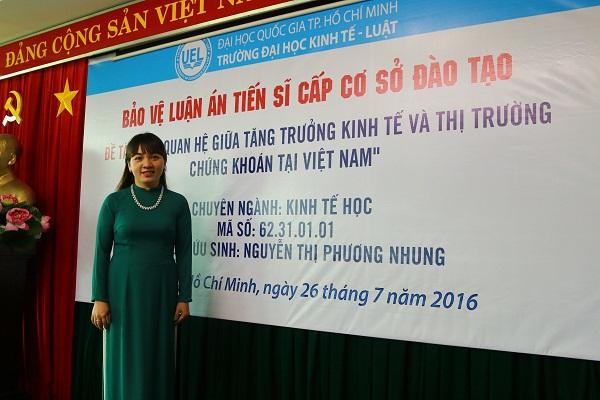 ĐẢNG CỘNG SẢN VIỆT NAM
UEL
ĐẠI HỌC QUỐC GIA TP. HỒ CHÍ MINH
TRƯỜNG ĐẠI HỌC KINH TẾ - LUẬT
BẢO VỆ LUẬN ÁN TIẾN SĨ CẤP CƠ SỞ ĐÀO TẠO
ĐỀ QUAN HỆ GIỮA TĂNG TRƯỞNG KINH TẾ VÀ THỊ TRƯỜNG
CHỨNG KHOÁN TẠI VIỆT NAM"
CHUYÊN NGÀNH: KINH TẾ HỌC
MÃ SỐ: 62.31.01.01
SINH: NGUYỄN THỊ PHƯƠNG NHUNG
Chí Minh, ngày 26 tháng 7 năm 2016